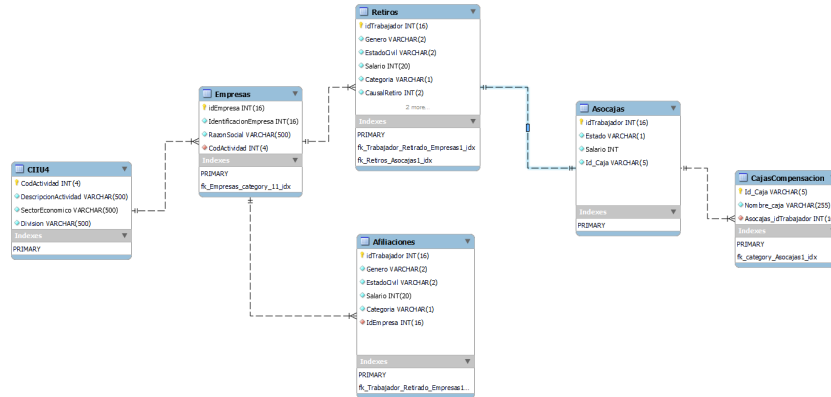 CIIU4
CodActividad INT(4)
DescripcionActividad VARCHAR(500)
SectorEconomico VARCHAR(500)
Division VARCHAR(500)
Indexes
PRIMARY
Empresas
idEmpresa INT(16)
IdentificacionEmpresa INT(16)
RazonSocial VARCHAR(500)
CodActividad INT(4)
Indexes
PRIMARY
fk_Empresas_category_11_idx
Retiros
idTrabajador INT(16)
Genero VARCHAR(2)
EstadoCivil VARCHAR(2)
Salario INT(20)
Categoria VARCHAR(1)
CausalRetiro INT(2)
2 more...
Indexes
PRIMARY
fk_Trabajador_Retirado_Empresas1_idx
fk_Retiros_Asocajas1_idx
Afiliaciones
idTrabajador INT(16)
Genero VARCHAR(2)
EstadoCivil VARCHAR(2)
Salario INT(20)
Categoria VARCHAR(1)
IdEmpresa INT(16)
Indexes
PRIMARY
fk_Trabajador_Retirado_Empresas1...
Asocajas
idTrabajador INT(16)
Estado VARCHAR(1)
Salario INT
Id_Caja VARCHAR(5)
Indexes
PRIMARY
CajasCompensacion
Id_Caja VARCHAR(5)
Nombre_caja VARCHAR(255)
Asocajas_idTrabajador INT(1
Indexes
PRIMARY
fk_category_Asocajas1_idx